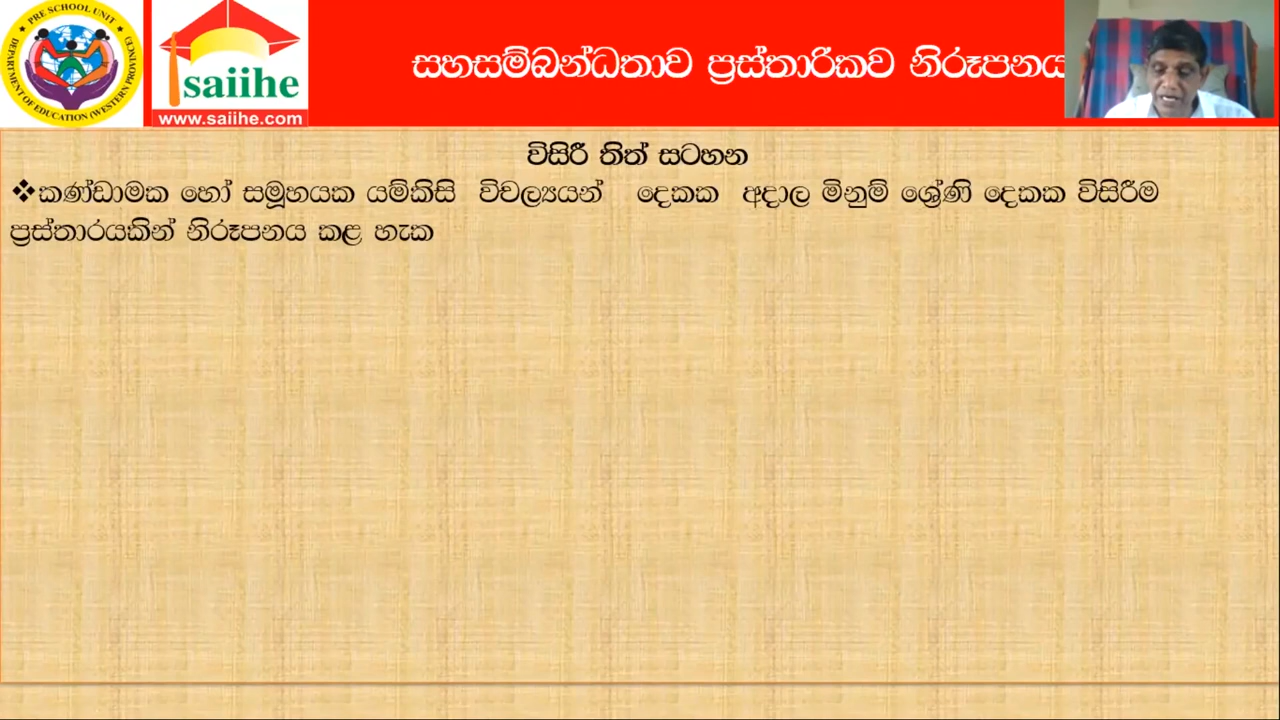 PRE SCHOOL UNIT
DEPARTMENT OF EDUCATION (WESTERN PROVINCE)
saiihe
www.saiihe.com
සහසම්බන්ධතාව ප්‍රස්තාරිකව නිරූපනය
විසිරී තිත් සටහන
❖කණ්ඩාමක හෝ සමූහයක යම්කිසි විචල්‍යයන් දෙකක අදාල මිනුම් ශ්‍රේණි දෙකක විසිරීම
ප්‍රස්තාරයකින් නිරූපනය කළ හැක